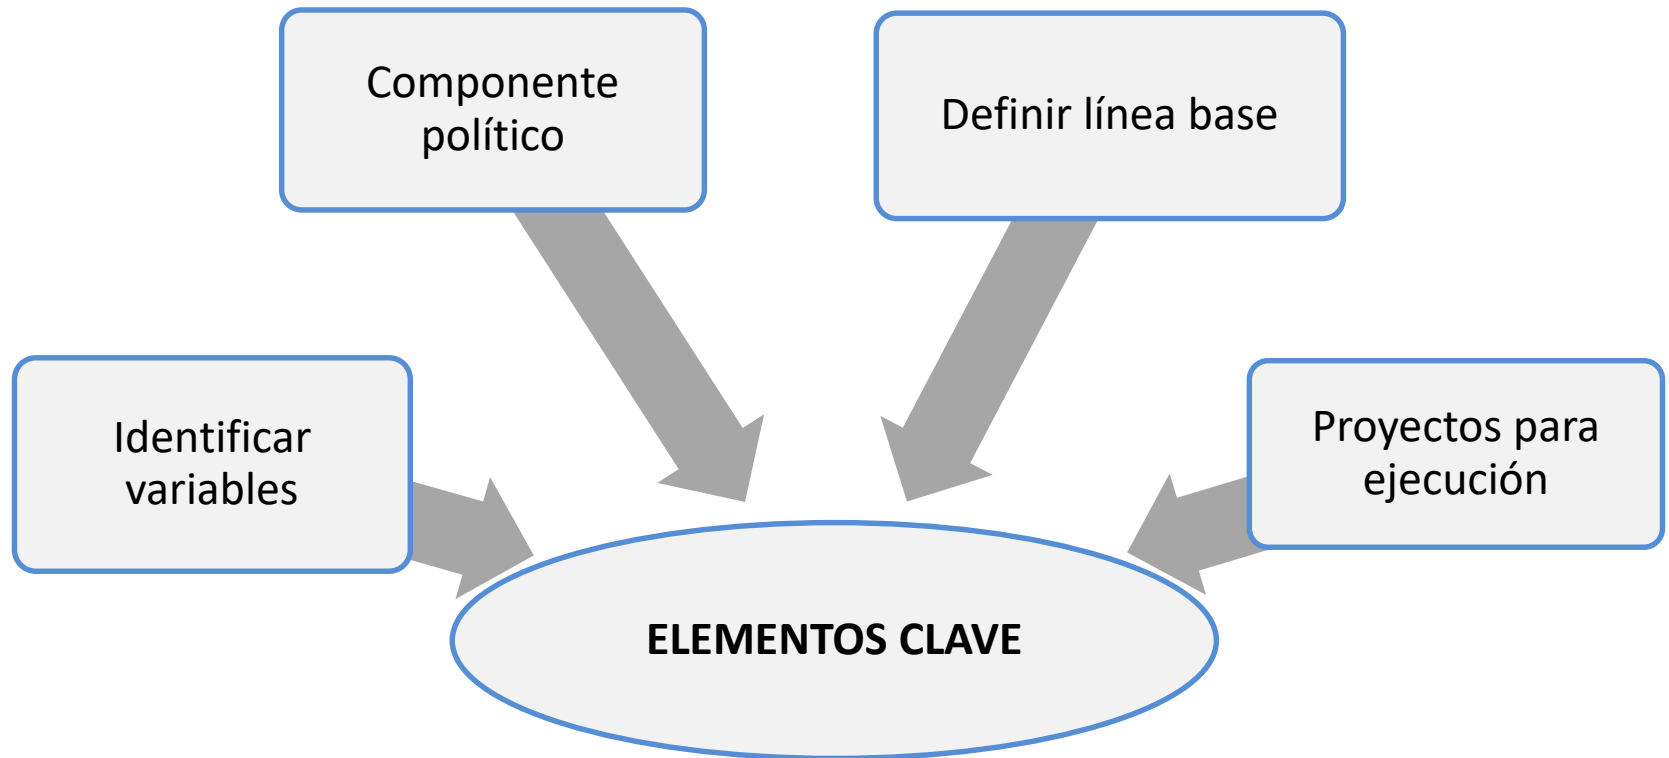 Componente
político
Definir línea base
Identificar
variables
Proyectos para
ejecución
ELEMENTOS CLAVE